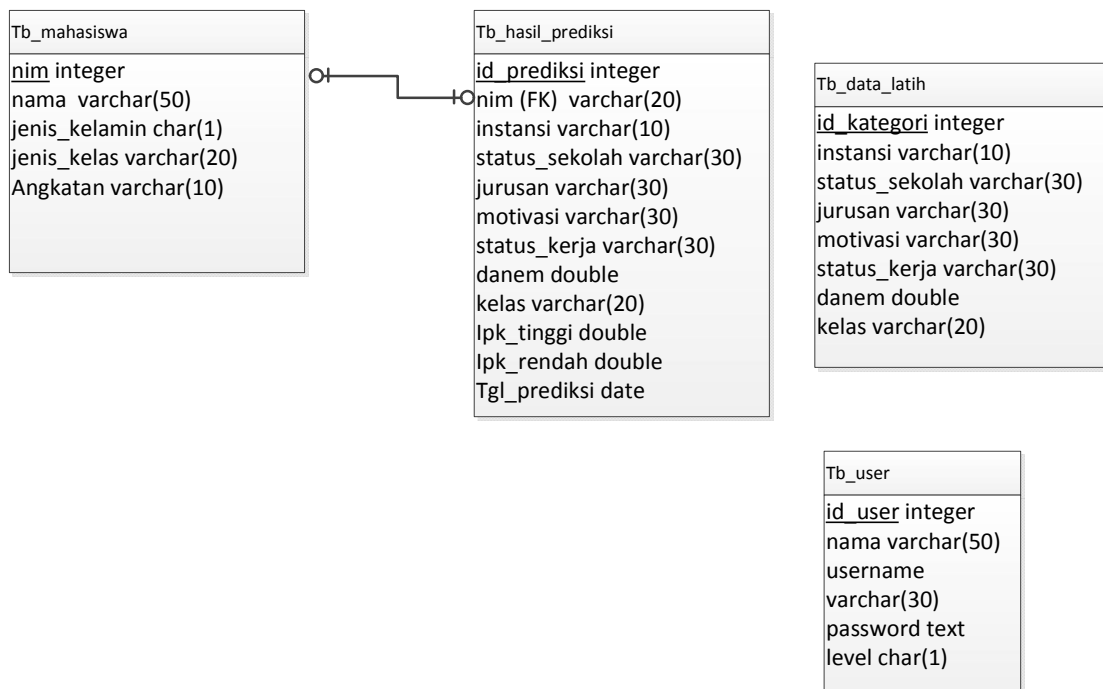 Tb_mahasiswa
nim integer
nama varchar(50)
jenis_kelamin char(1)
jenis_kelas varchar(20)
Angkatan varchar(10)
Tb_hasil_prediksi
id_prediksi integer
nim (FK) varchar(20)
instansi varchar(10)
status_sekolah varchar(30)
jurusan varchar(30)
motivasi varchar(30)
status_kerja varchar(30)
danem double
kelas varchar(20)
Ipk_tinggi double
Ipk_rendah double
Tgl_prediksi date
Tb_data_latih
id_kategori integer
instansi varchar(10)
status_sekolah varchar(30)
jurusan varchar(30)
motivasi varchar(30)
status_kerja varchar(30)
danem double
kelas varchar(20)
Tb_user
id_user integer
nama varchar(50)
username
varchar(30)
password text
level char(1)